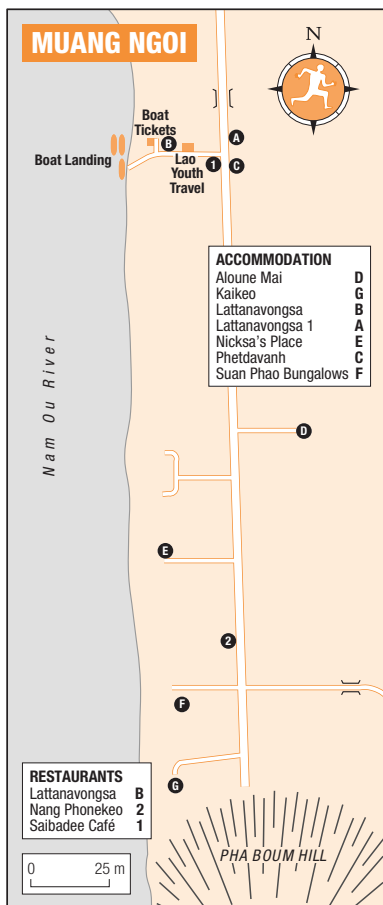 MUANG NGOI
N
Boat
Tickets
B
A
Boat Landing
Lao
Youth
Travel
1
C
ACCOMMODATION
Aloune Mai D
Kaikeo G
Lattanavongsa B
Lattanavongsa 1 A
Nicksa's Place E
Phetdavanh C
Suan Phao Bungalows F
Nam Ou River
D
E
2
F
G
RESTAURANTS
Lattanavongsa B
Nang Phonekeo 2
Saibadee Café 1
PHA BOUM HILL
0 25 m